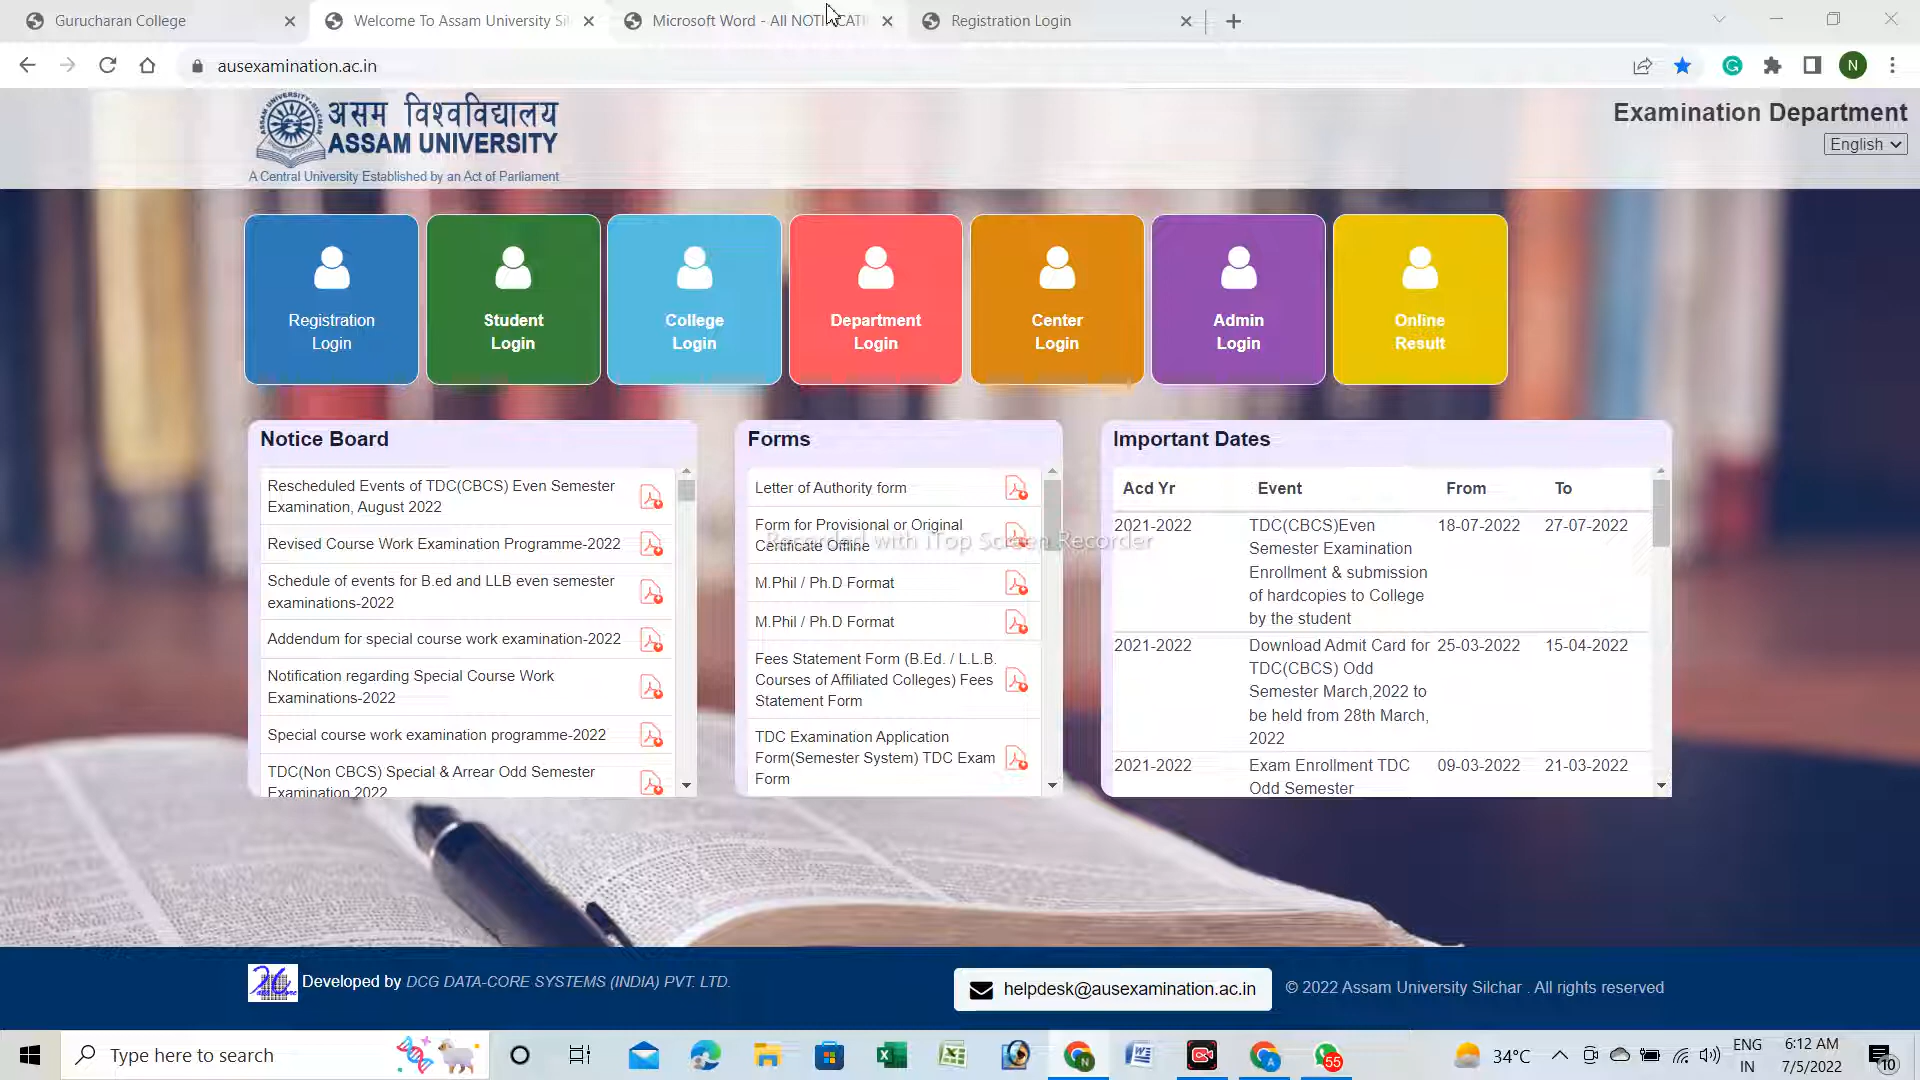 Gurucharan College
Welcome To Assam University Si
Microsoft Word - All NOTIFICATI
Registration Login
ausexamination.ac.in
N
असम विश्वविद्यालय
ASSAM UNIVERSITY
A Central University Established by an Act of Parliament
Examination Department
English
Registration
Login
Student
Login
College
Login
Department
Login
Center
Login
Admin
Login
Online
Result
Notice Board
Rescheduled Events of TDC(CBCS) Even Semester
Examination, August 2022
Revised Course Work Examination Programme-2022
Schedule of events for B.ed and LLB even semester
examinations-2022
Addendum for special course work examination-2022
Notification regarding Special Course Work
Examinations-2022
Special course work examination programme-2022
TDC(Non CBCS) Special & Arrear Odd Semester
Examination 2022
Forms
Letter of Authority form
Form for Provisional or Original
Certificate Offline
Recorded with iTop Screen Recorder
M.Phil / Ph.D Format
M.Phil / Ph.D Format
Fees Statement Form (B.Ed. / L.L.B.
Courses of Affiliated Colleges) Fees
Statement Form
TDC Examination Application
Form(Semester System) TDC Exam
Form
Important Dates
Acd Yr Event From To
2021-2022 TDC(CBCS)Even 18-07-2022 27-07-2022
Semester Examination
Enrollment & submission
of hardcopies to College
by the student
2021-2022 Download Admit Card for 25-03-2022 15-04-2022
TDC(CBCS) Odd
Semester March,2022 to
be held from 28th March,
2022
2021-2022 Exam Enrollment TDC 09-03-2022 21-03-2022
Odd Semester
Developed by DCG DATA-CORE SYSTEMS (INDIA) PVT. LTD.
helpdesk@ausexamination.ac.in
© 2022 Assam University Silchar . All rights reserved
Type here to search
55
34°C
ENG
IN
6:12 AM
7/5/2022
10